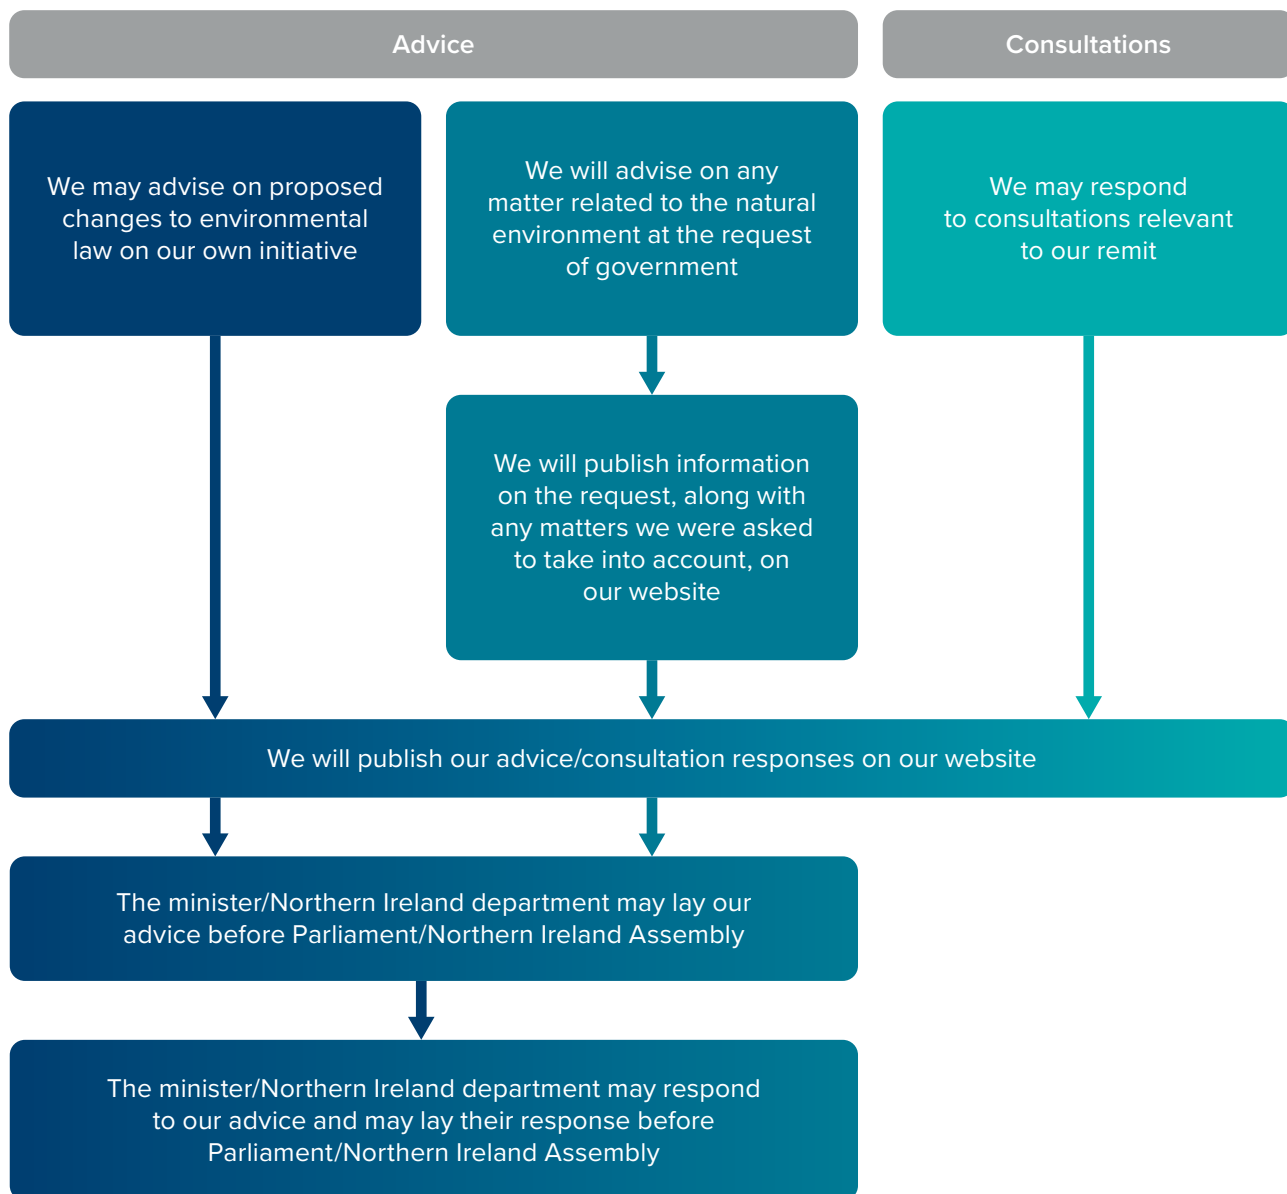 Advice
Consultations
We may advise on proposed
changes to environmental
law on our own initiative
We will advise on any
matter related to the natural
environment at the request
of government
We may respond
to consultations relevant
to our remit
We will publish information
on the request, along with
any matters we were asked
to take into account, on
our website
We will publish our advice/consultation responses on our website
The minister/Northern Ireland department may lay our
advice before Parliament/Northern Ireland Assembly
The minister/Northern Ireland department may respond
to our advice and may lay their response before
Parliament/Northern Ireland Assembly